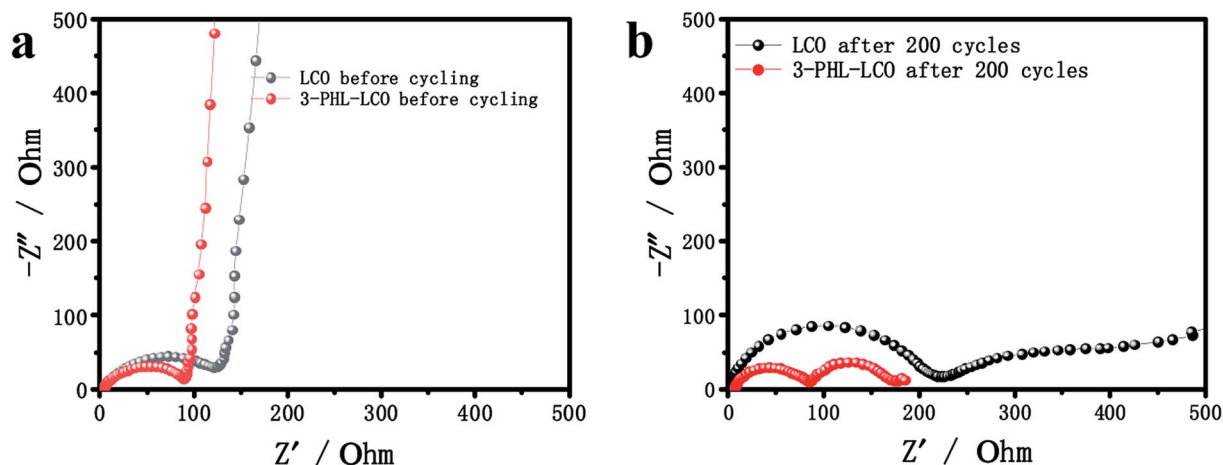 a
500
400
300
200
100
0
-Z″ / Ohm
LCO before cycling
3-PHL-LCO before cycling
0
100
200
300
400
500
Z′ / Ohm
b
500
400
300
200
100
0
-Z″ / Ohm
LCO after 200 cycles
3-PHL-LCO after 200 cycles
0
100
200
300
400
500
Z′ / Ohm